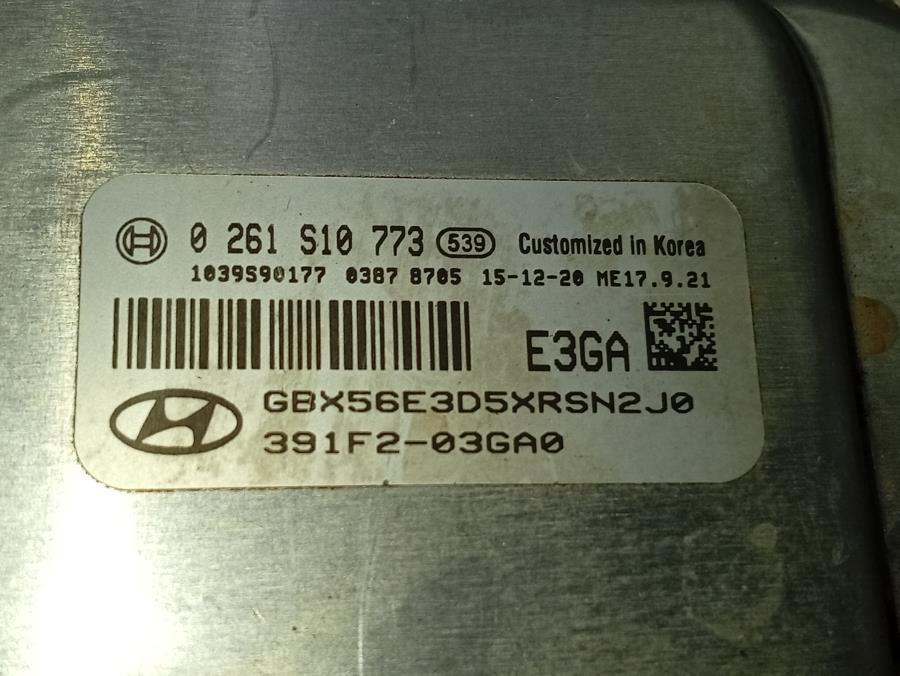 0 261 S10 773 539 Customized in Korea
1039S90177 0387 8705 15-12-20 ME17.9.21
E3GA
GBX56E3D5XRSN2J0
391F2-03GA0